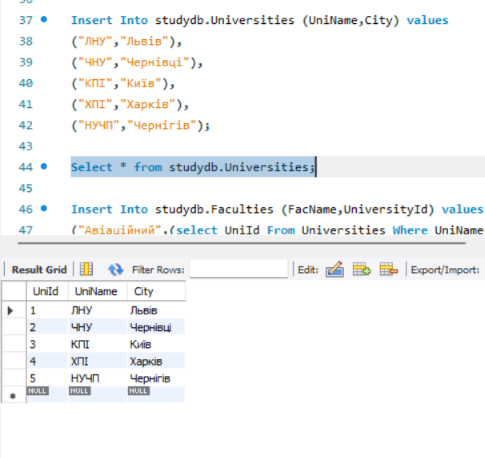 37 Insert Into studydb.Universities (UniName,City) values
38 ("ЛНУ","Львів"),
39 ("ЧНУ","Чернівці"),
40 ("КПІ","Київ"),
41 ("ХПІ","Харків"),
42 ("НУЧП","Чернігів");
43
44 Select * from studydb.Universities;
45
46 Insert Into studydb.Faculties (FacName,UniversityId) values
47 ("Авіаційний",(select UniId From Universities Where UniName
Result Grid Filter Rows: Edit: Export/Import:
UniId UniName City
1 ЛНУ Львів
2 ЧНУ Чернівці
3 КПІ Київ
4 ХПІ Харків
5 НУЧП Чернігів
NULL NULL NULL